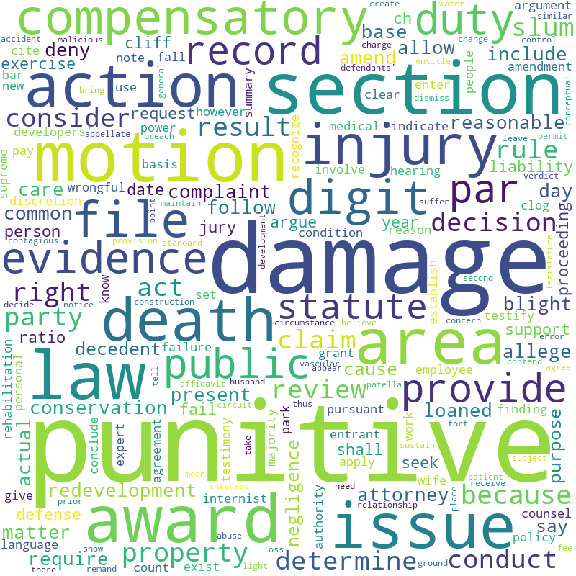 compensatory duty slum
argument similar
accident malicious
cite deny cliff base ch
exercise note fall allow people
action record amend include
create water
charge control
defendants entitle
bar use request however clear enter amendment
new general bring summary dismiss
developers power consider section reasonable
appellate breach result medical indicate
supreme pay basis recognize leave permit
motion injury rule
discretion wrongful involve hearing liability
care date complaint follow argue year day
common point maintain jury reason verdict
person file digit par decision clog
contagious provision standard condition suffer
evidence damage proceeding
right know act set statute testify
decide notice construction circumstance believe
party death claim establish blight
ratio decedent failure grant area support
rehabilitation personal affidavit husband allege
law public cause employee
tell vascular appear
conservation present review provide
actual fail circuit patella pursuant finding
conclude expert agreement thus park entrant work
punitive loaned purpose
testimony take majority negligence shall
give redevelopment seek apply wife because
defense internist authority attorney
matter award property issue counsel
language count exist abuse determine say
require conduct policy
there show remand loss light ground fee